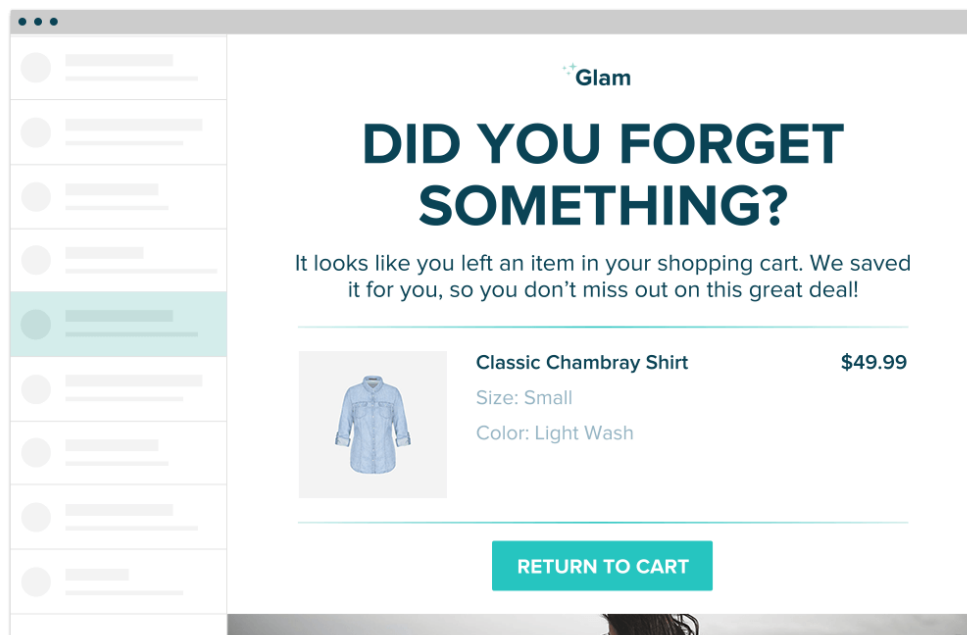 Glam
DID YOU FORGET
SOMETHING?
It looks like you left an item in your shopping cart. We saved
it for you, so you don’t miss out on this great deal!
Classic Chambray Shirt $49.99
Size: Small
Color: Light Wash
RETURN TO CART